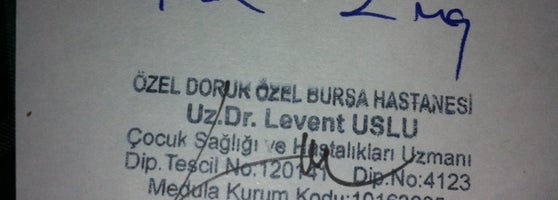 2 mg
ÖZEL DORUK ÖZEL BURSA HASTANESİ
Uz.Dr. Levent USLU
Çocuk Sağlığı ve Hastalıkları Uzmanı
Dip.Tescil No:120141 Dip.No:4123
Medula Kurum